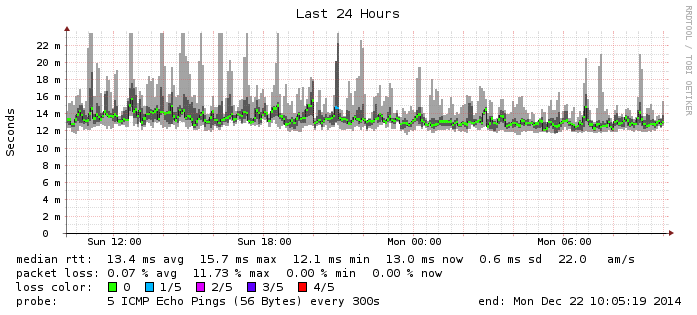 Last 24 Hours
RRDTOOL / TOBI OETIKER
Seconds
22 m
20 m
18 m
16 m
14 m
12 m
10 m
8 m
6 m
4 m
2 m
0
Sun 12:00 Sun 18:00 Mon 00:00 Mon 06:00
median rtt: 13.4 ms avg 15.7 ms max 12.1 ms min 13.0 ms now 0.6 ms sd 22.0 am/s
packet loss: 0.07 % avg 11.73 % max 0.00 % min 0.00 % now
loss color: 0 1/5 2/5 3/5 4/5
probe: 5 ICMP Echo Pings (56 Bytes) every 300s end: Mon Dec 22 10:05:19 2014